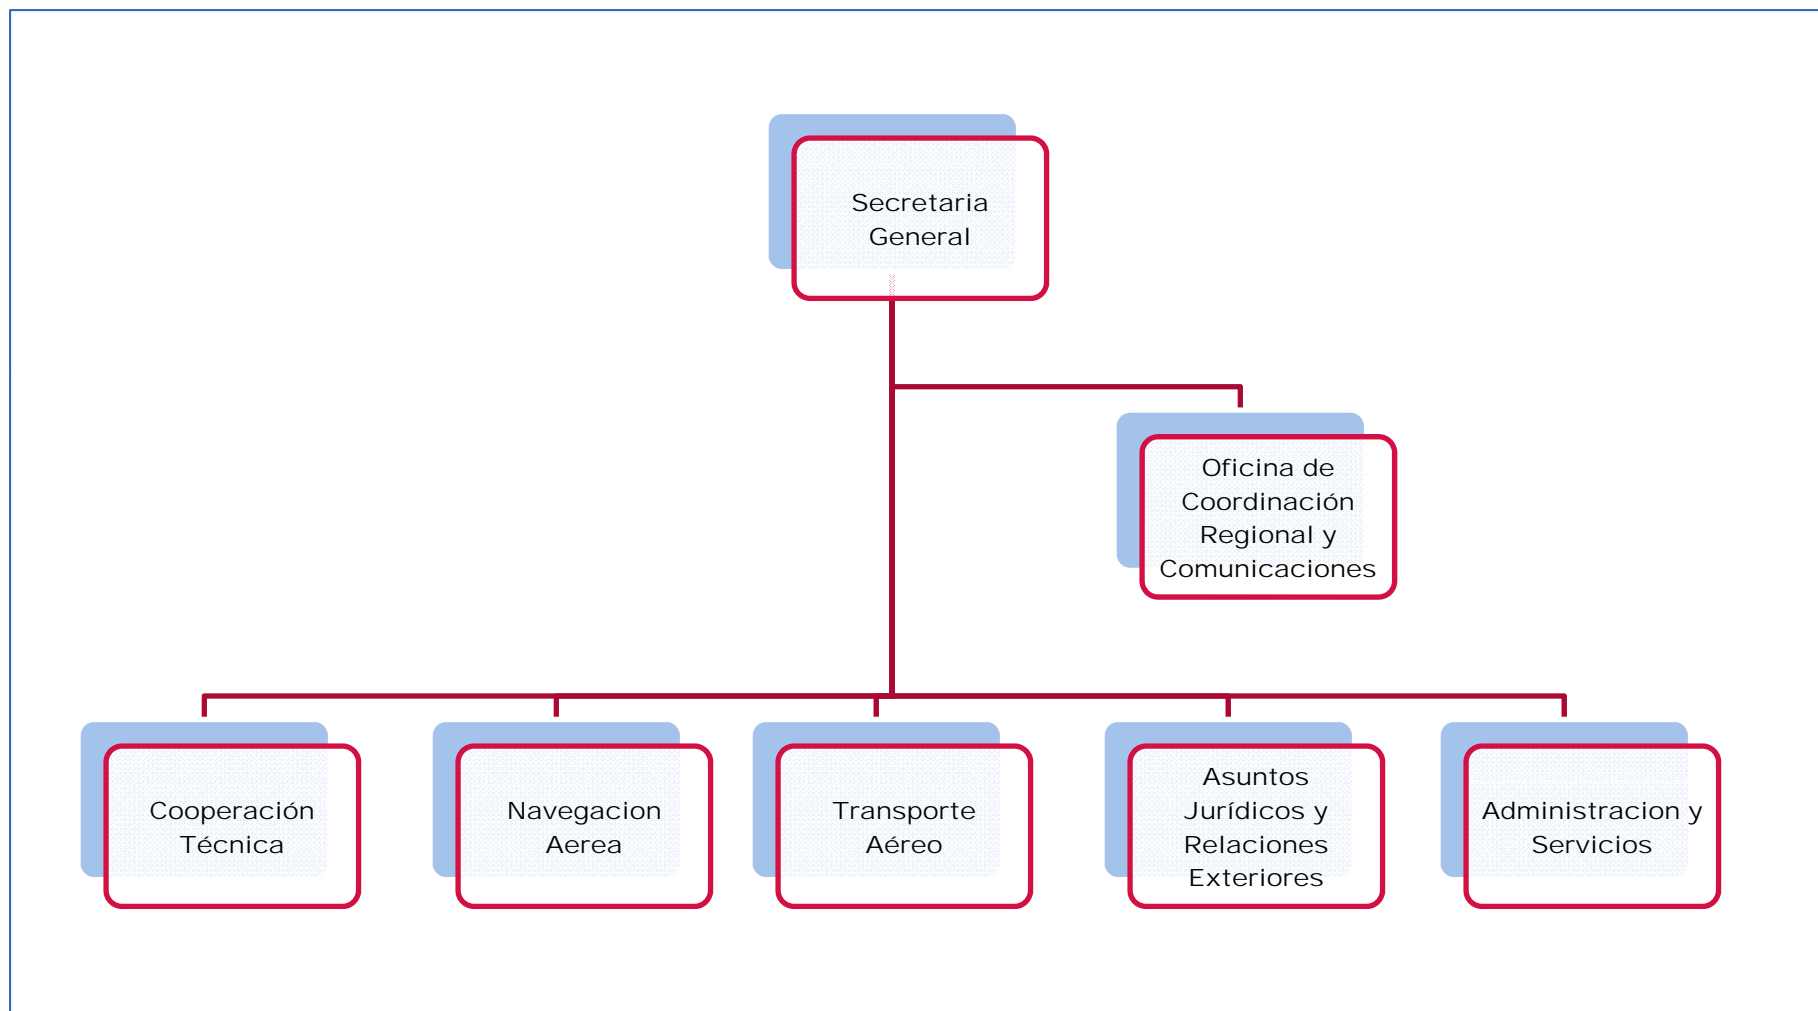 Secretaria
General
Oficina de
Coordinación
Regional y
Comunicaciones
Cooperación
Técnica
Navegacion
Aerea
Transporte
Aéreo
Asuntos
Jurídicos y
Relaciones
Exteriores
Administracion y
Servicios